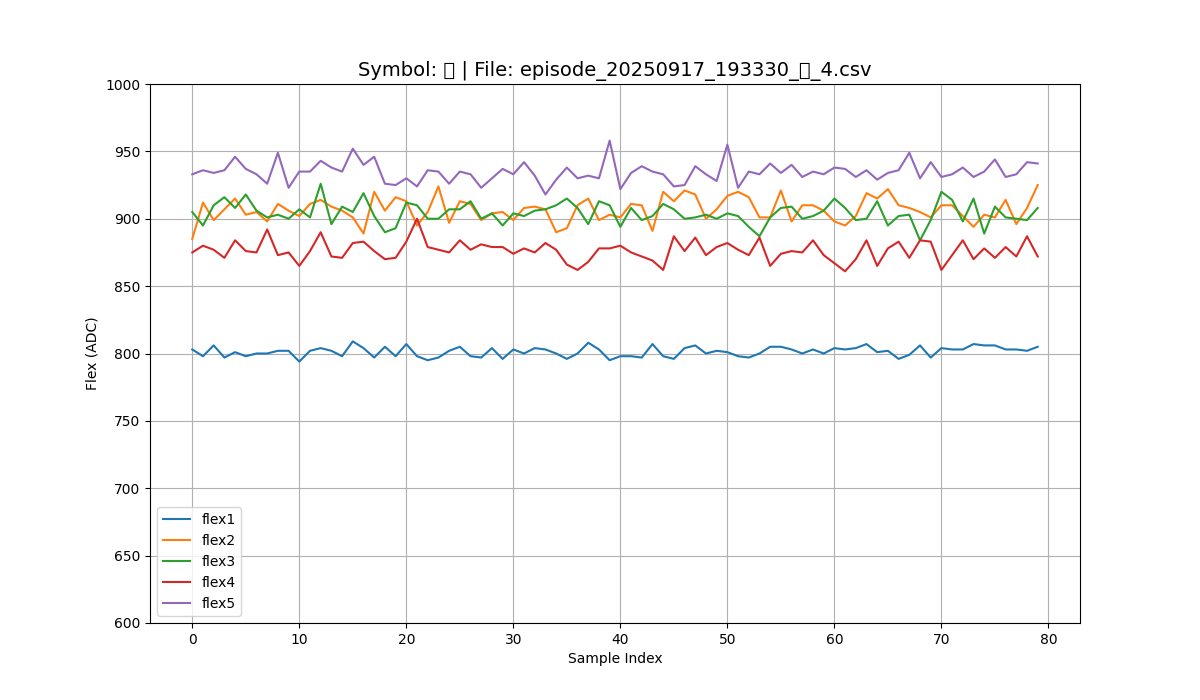 Symbol: | File: episode_20250917_193330_ _4.csv
1000
950
900
850
800
750
700
650
600
Flex (ADC)
flex1
flex2
flex3
flex4
flex5
0 10 20 30 40 50 60 70 80
Sample Index